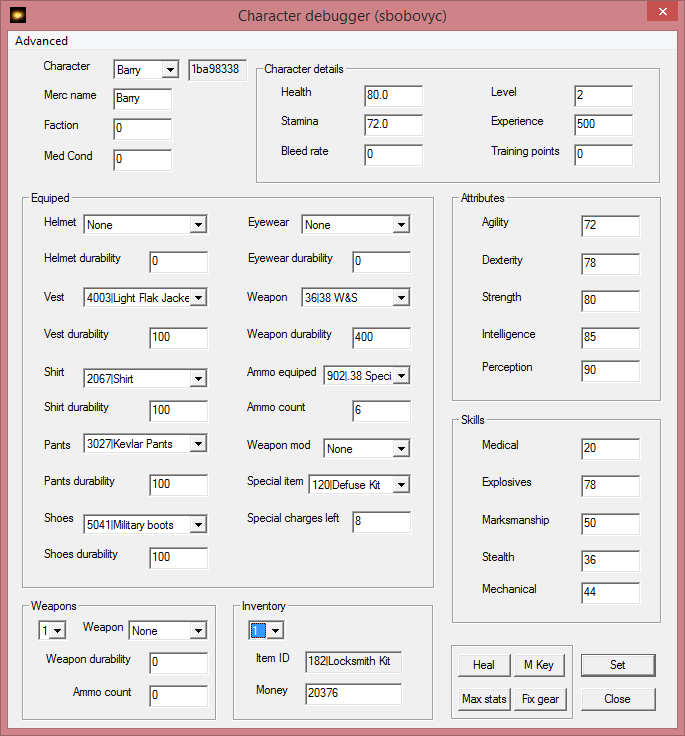 Character debugger (sbobovyc)
Advanced
Character Barry 1ba98338
Merc name Barry
Faction 0
Med Cond 0
Character details
Health 80.0 Level 2
Stamina 72.0 Experience 500
Bleed rate 0 Training points 0
Equiped
Helmet None Eyewear None
Helmet durability 0 Eyewear durability 0
Vest 4003|Light Flak Jacke Weapon 36|38 W&S
Vest durability 100 Weapon durability 400
Shirt 2067|Shirt Ammo equiped 902|.38 Speci
Shirt durability 100 Ammo count 6
Pants 3027|Kevlar Pants Weapon mod None
Pants durability 100 Special item 120|Defuse Kit
Shoes 5041|Military boots Special charges left 8
Shoes durability 100
Attributes
Agility 72
Dexterity 78
Strength 80
Intelligence 85
Perception 90
Skills
Medical 20
Explosives 78
Marksmanship 50
Stealth 36
Mechanical 44
Weapons
1 Weapon None
Weapon durability 0
Ammo count 0
Inventory
1
Item ID 182|Locksmith Kit
Money 20376
Heal M Key Set
Max stats Fix gear Close